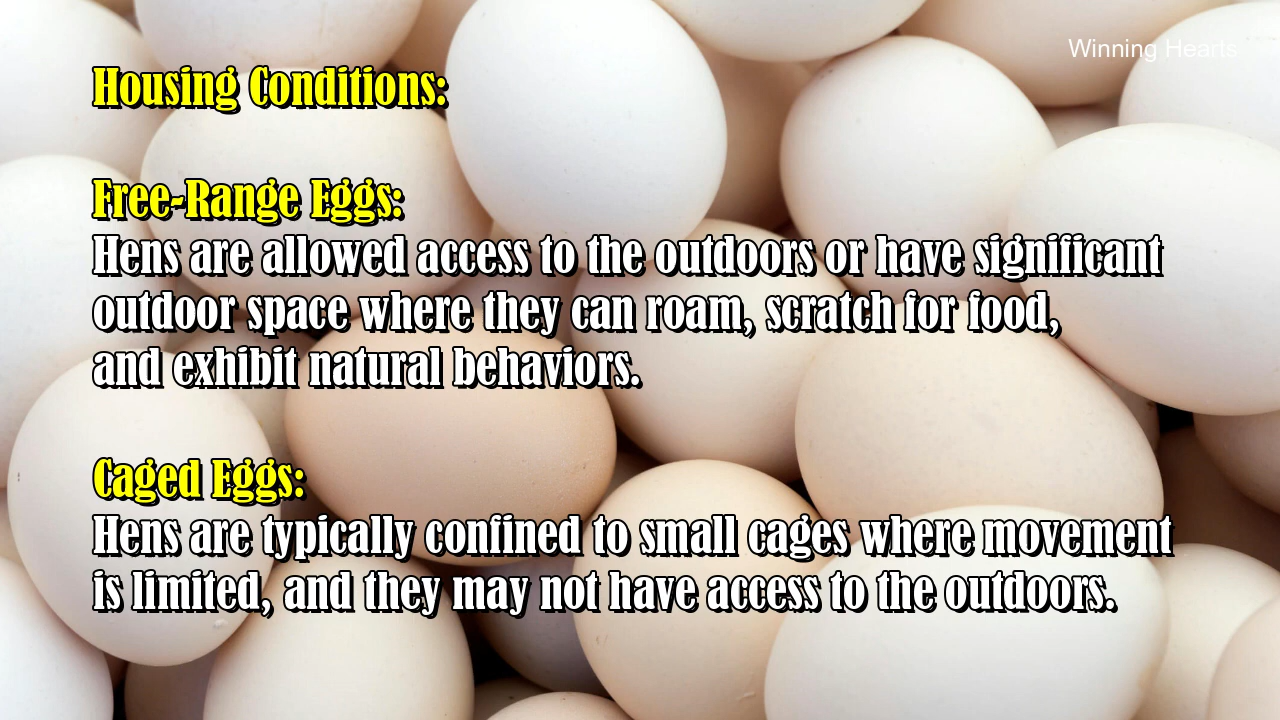 Winning Hearts
Housing Conditions:
Free-Range Eggs:
Hens are allowed access to the outdoors or have significant
outdoor space where they can roam, scratch for food,
and exhibit natural behaviors.
Caged Eggs:
Hens are typically confined to small cages where movement
is limited, and they may not have access to the outdoors.